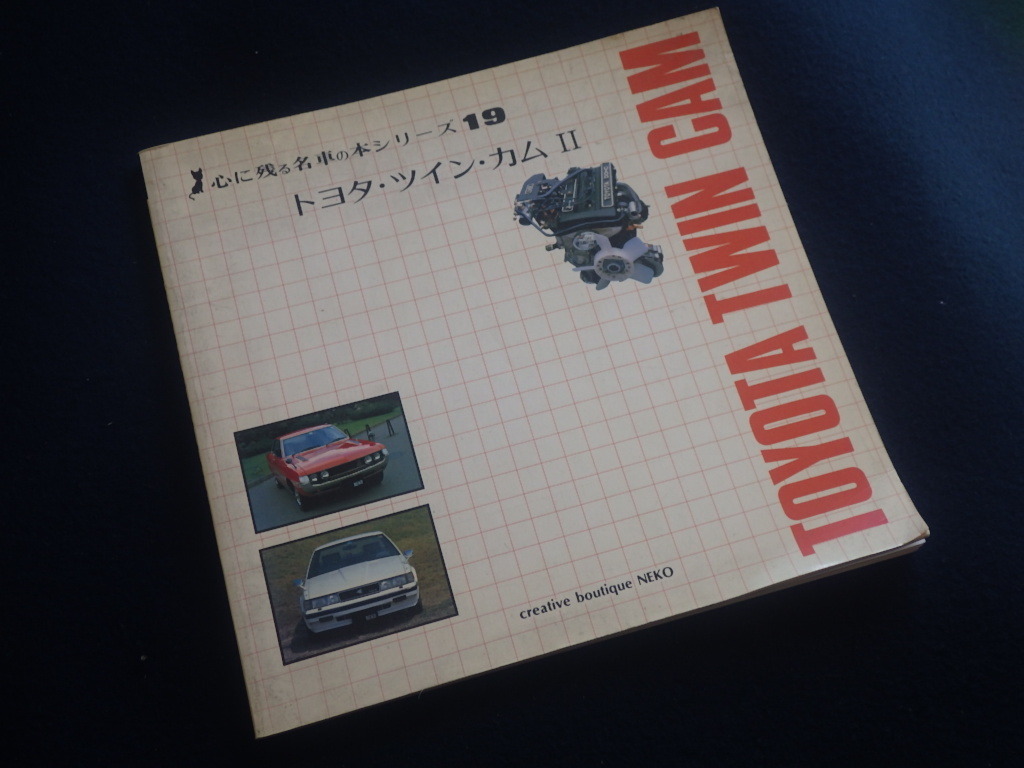 心に残る名車の本シリーズ19
トヨタ・ツイン・カム II
TOYOTA TWIN CAM
creative boutique NEKO